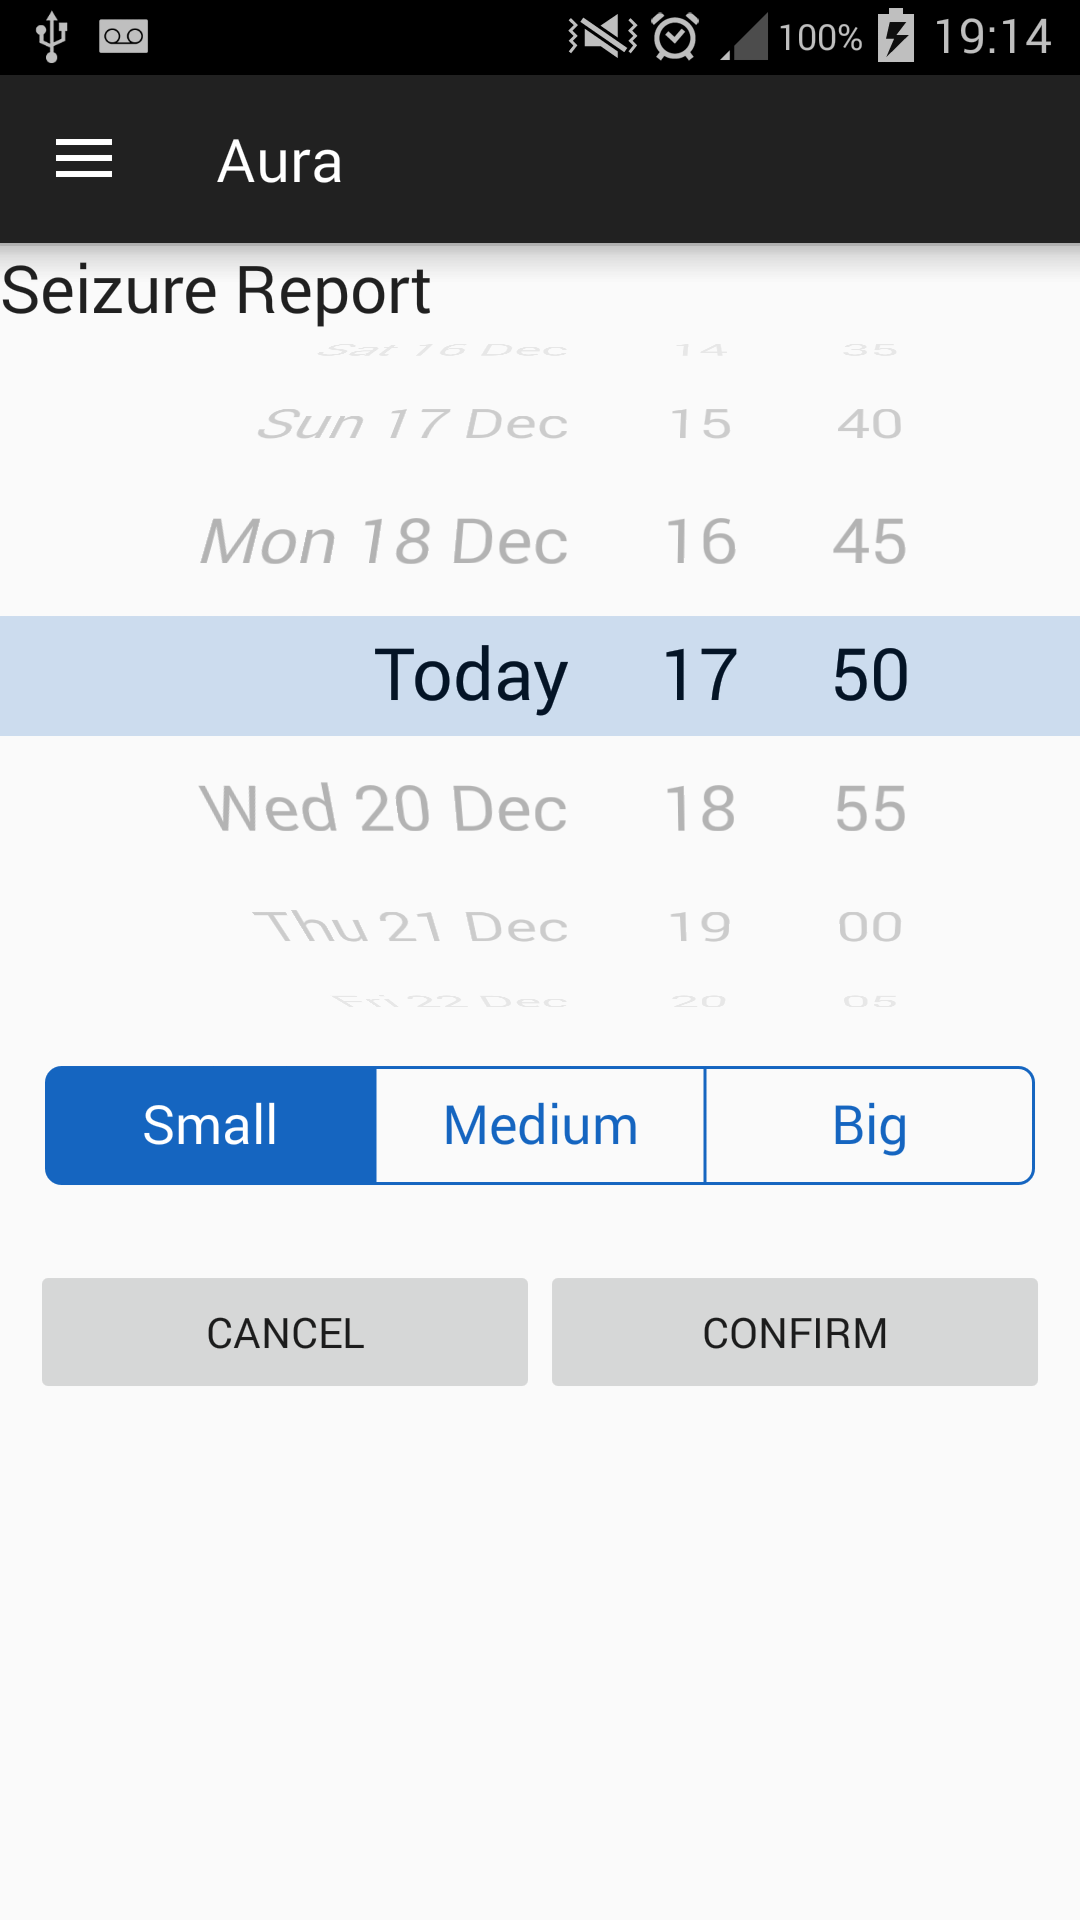 100% 19:14
Aura
Seizure Report
Sat 16 Dec 14 35
Sun 17 Dec 15 40
Mon 18 Dec 16 45
Today 17 50
Wed 20 Dec 18 55
Thu 21 Dec 19 00
Fri 22 Dec 20 05
Small Medium Big
CANCEL CONFIRM